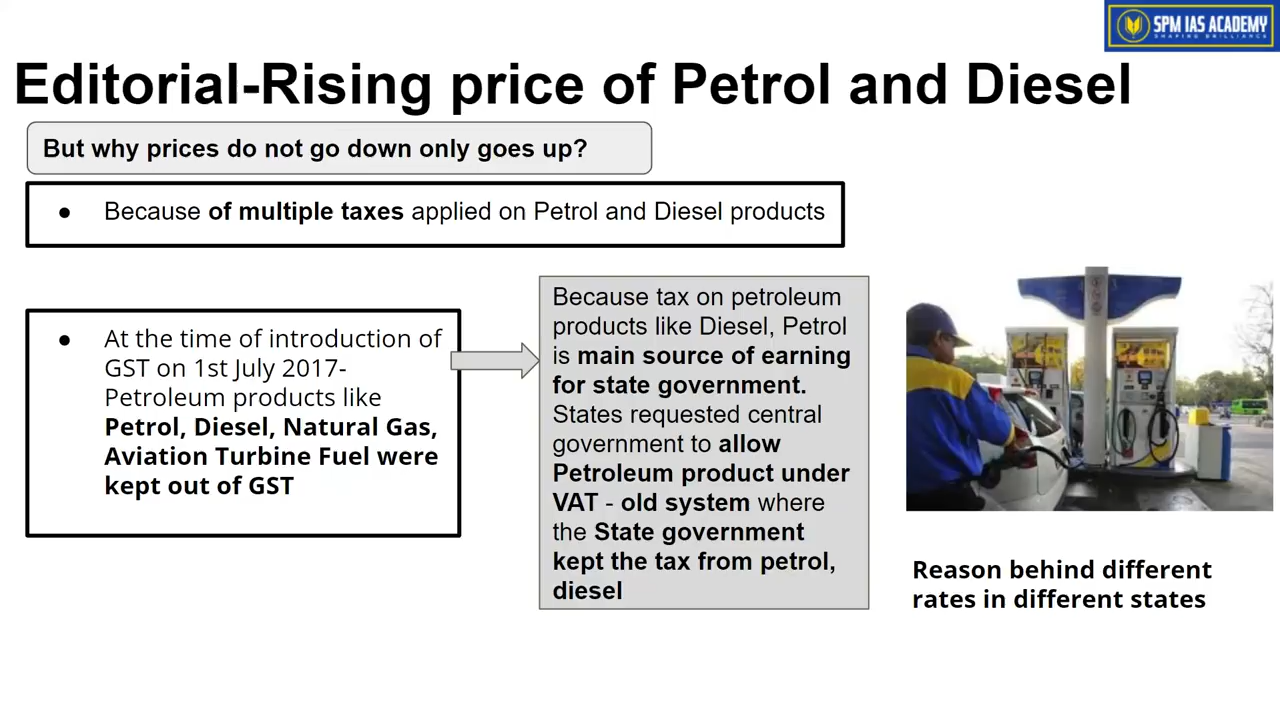 SPM IAS ACADEMY
SHAPING BRILLIANCE
Editorial-Rising price of Petrol and Diesel
But why prices do not go down only goes up?
● Because of multiple taxes applied on Petrol and Diesel products
● At the time of introduction of
GST on 1st July 2017-
Petroleum products like
Petrol, Diesel, Natural Gas,
Aviation Turbine Fuel were
kept out of GST
Because tax on petroleum
products like Diesel, Petrol
is main source of earning
for state government.
States requested central
government to allow
Petroleum product under
VAT - old system where
the State government
kept the tax from petrol,
diesel
Reason behind different
rates in different states